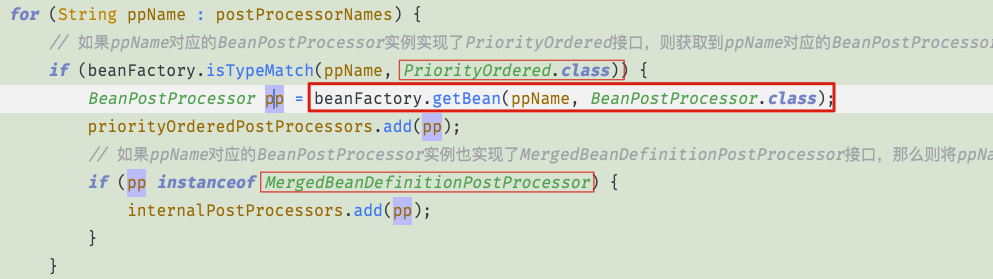 for (String ppName : postProcessorNames) {
// 如果ppName对应的BeanPostProcessor实例实现了PriorityOrdered接口，则获取到ppName对应的BeanPostProcessor
if (beanFactory.isTypeMatch(ppName, PriorityOrdered.class)) {
BeanPostProcessor pp = beanFactory.getBean(ppName, BeanPostProcessor.class);
priorityOrderedPostProcessors.add(pp);
// 如果ppName对应的BeanPostProcessor实例也实现了MergedBeanDefinitionPostProcessor接口，那么则将ppNa
if (pp instanceof MergedBeanDefinitionPostProcessor) {
internalPostProcessors.add(pp);
}
}